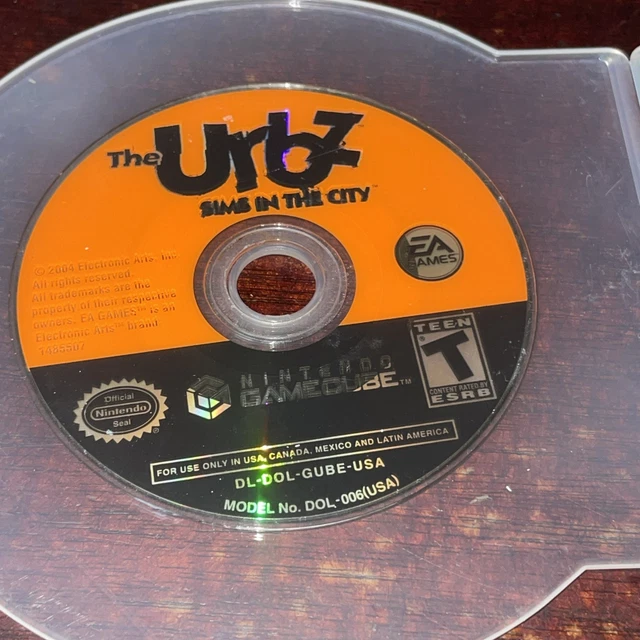 The Urbz
SIMS IN THE CITY™
EA
GAMES
© 2004 Electronic Arts, Inc.
All rights reserved.
All trademarks are the
property of their respective
owners. EA GAMES™ is an
Electronic Arts™ brand.
1455507
TEEN
T
CONTENT RATED BY
ESRB
NINTENDO
GAMECUBE™
Official
Nintendo
Seal
®
FOR USE ONLY IN USA, CANADA, MEXICO AND LATIN AMERICA
DL-DOL-GUBE-USA
MODEL No. DOL-006(USA)